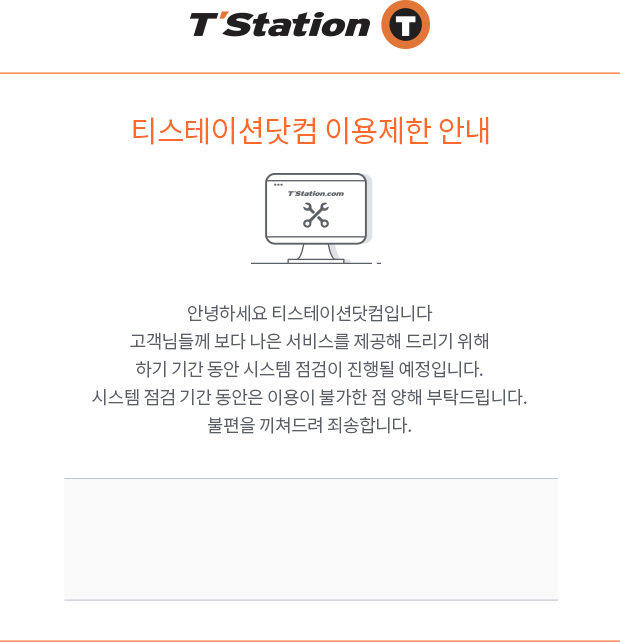 T'Station T
티스테이션닷컴 이용제한 안내
T'Station.com
안녕하세요 티스테이션닷컴입니다
고객님들께 보다 나은 서비스를 제공해 드리기 위해
하기 기간 동안 시스템 점검이 진행될 예정입니다.
시스템 점검 기간 동안은 이용이 불가한 점 양해 부탁드립니다.
불편을 끼쳐드려 죄송합니다.